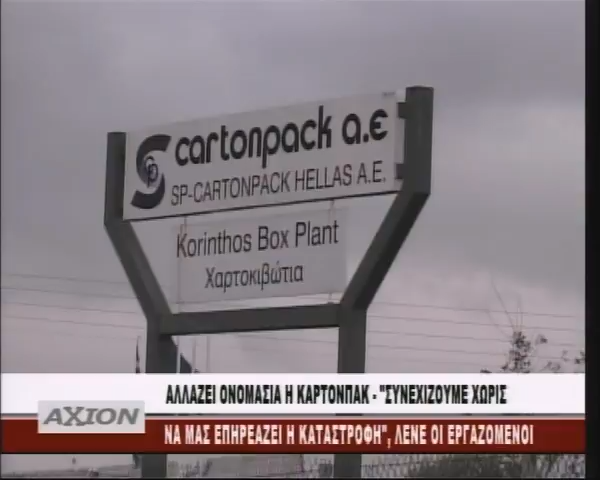 cartonpack a.ε
SP-CARTONPACK HELLAS A.E.
Korinthos Box Plant
Χαρτοκιβώτια
ΑΛΛΑΖΕΙ ΟΝΟΜΑΣΙΑ Η ΚΑΡΤΟΝΠΑΚ - "ΣΥΝΕΧΙΖΟΥΜΕ ΧΩΡΙΣ
AXION
ΝΑ ΜΑΣ ΕΠΗΡΕΑΖΕΙ Η ΚΑΤΑΣΤΡΟΦΗ", ΛΕΝΕ ΟΙ ΕΡΓΑΖΟΜΕΝΟΙ